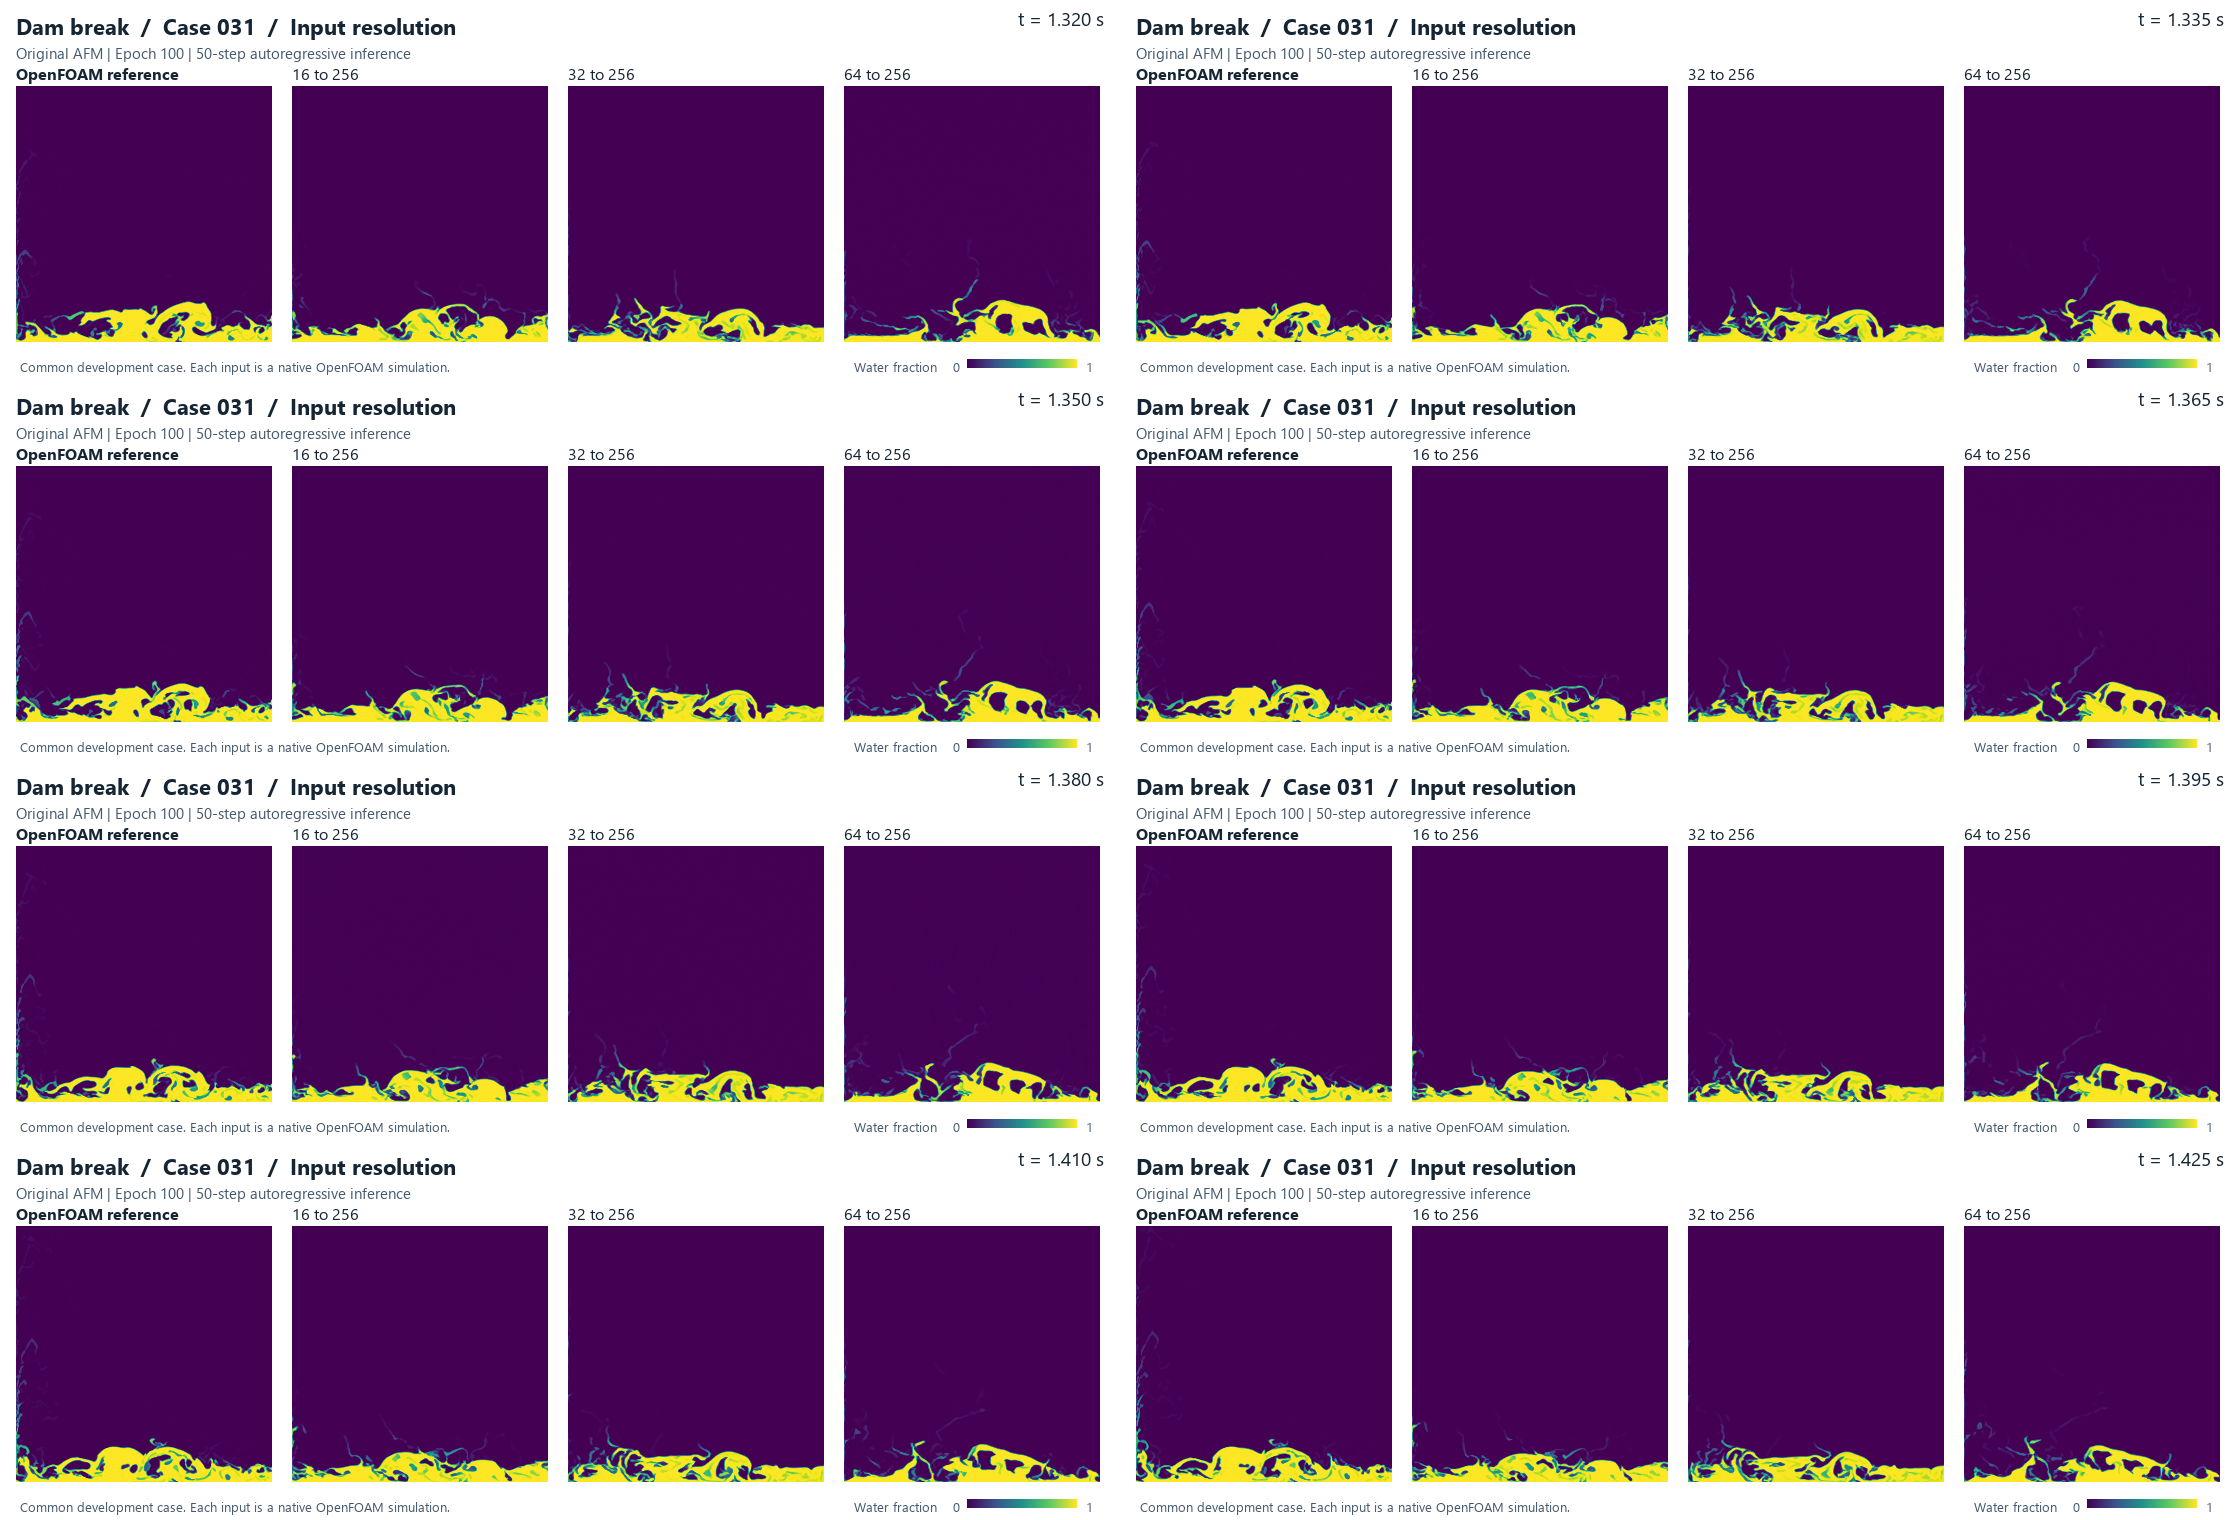 Dam break / Case 031 / Input resolution
t = 1.320 s
Original AFM | Epoch 100 | 50-step autoregressive inference
OpenFOAM reference
16 to 256
32 to 256
64 to 256
Common development case. Each input is a native OpenFOAM simulation.
Water fraction 0 1
Dam break / Case 031 / Input resolution
t = 1.335 s
Original AFM | Epoch 100 | 50-step autoregressive inference
OpenFOAM reference
16 to 256
32 to 256
64 to 256
Common development case. Each input is a native OpenFOAM simulation.
Water fraction 0 1
Dam break / Case 031 / Input resolution
t = 1.350 s
Original AFM | Epoch 100 | 50-step autoregressive inference
OpenFOAM reference
16 to 256
32 to 256
64 to 256
Common development case. Each input is a native OpenFOAM simulation.
Water fraction 0 1
Dam break / Case 031 / Input resolution
t = 1.365 s
Original AFM | Epoch 100 | 50-step autoregressive inference
OpenFOAM reference
16 to 256
32 to 256
64 to 256
Common development case. Each input is a native OpenFOAM simulation.
Water fraction 0 1
Dam break / Case 031 / Input resolution
t = 1.380 s
Original AFM | Epoch 100 | 50-step autoregressive inference
OpenFOAM reference
16 to 256
32 to 256
64 to 256
Common development case. Each input is a native OpenFOAM simulation.
Water fraction 0 1
Dam break / Case 031 / Input resolution
t = 1.395 s
Original AFM | Epoch 100 | 50-step autoregressive inference
OpenFOAM reference
16 to 256
32 to 256
64 to 256
Common development case. Each input is a native OpenFOAM simulation.
Water fraction 0 1
Dam break / Case 031 / Input resolution
t = 1.410 s
Original AFM | Epoch 100 | 50-step autoregressive inference
OpenFOAM reference
16 to 256
32 to 256
64 to 256
Common development case. Each input is a native OpenFOAM simulation.
Water fraction 0 1
Dam break / Case 031 / Input resolution
t = 1.425 s
Original AFM | Epoch 100 | 50-step autoregressive inference
OpenFOAM reference
16 to 256
32 to 256
64 to 256
Common development case. Each input is a native OpenFOAM simulation.
Water fraction 0 1